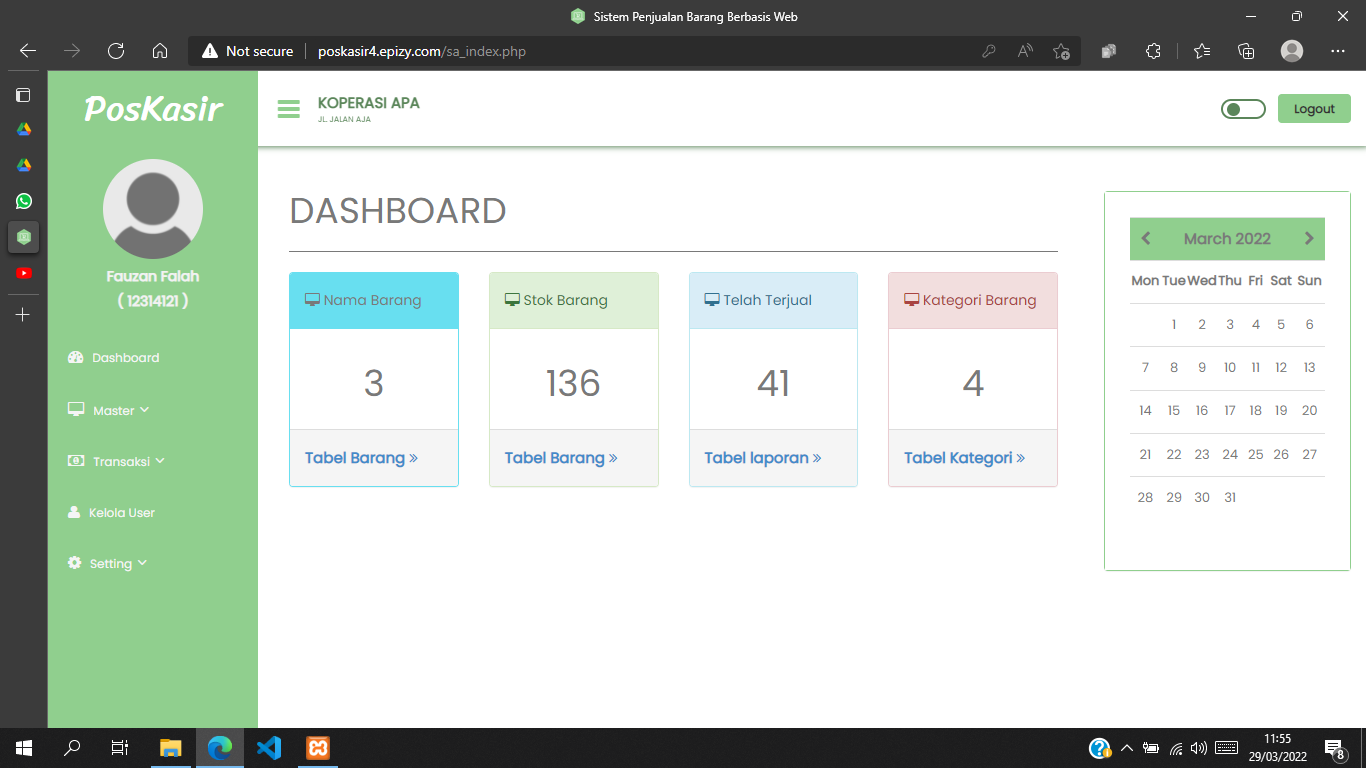 Sistem Penjualan Barang Berbasis Web
Not secure
poskasir4.epizy.com/sa_index.php
PosKasir
Fauzan Falah
( 12314121 )
Dashboard
Master
Transaksi
Kelola User
Setting
KOPERASI APA
JL. JALAN AJA
Logout
DASHBOARD
Nama Barang
3
Tabel Barang »
Stok Barang
136
Tabel Barang »
Telah Terjual
41
Tabel laporan »
Kategori Barang
4
Tabel Kategori »
March 2022
Mon Tue Wed Thu Fri Sat Sun
1 2 3 4 5 6
7 8 9 10 11 12 13
14 15 16 17 18 19 20
21 22 23 24 25 26 27
28 29 30 31
11:55
29/03/2022
8